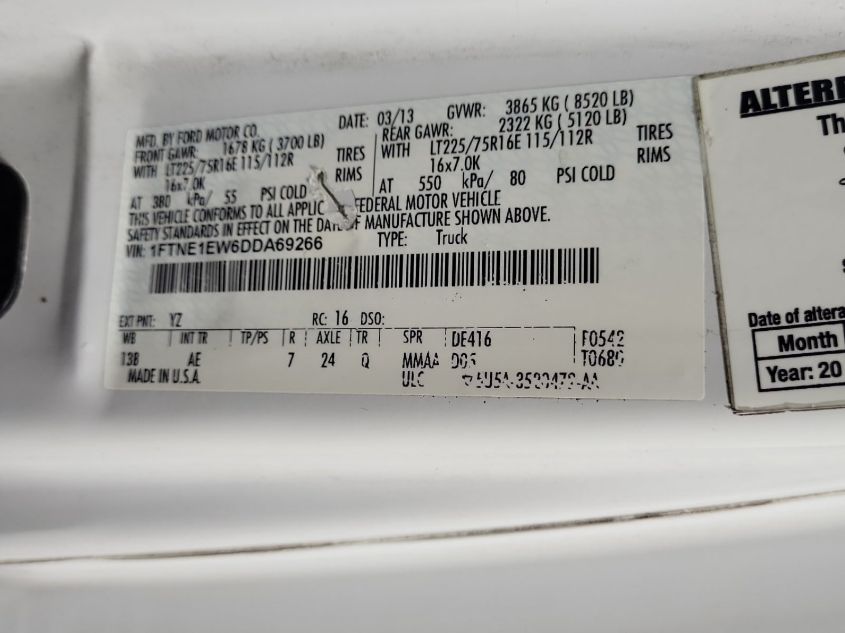 MFD. BY FORD MOTOR CO.
DATE: 03/13 GVWR: 3865 KG ( 8520 LB)
FRONT GAWR: 1678 KG ( 3700 LB)
REAR GAWR: 2322 KG ( 5120 LB)
WITH LT225/75R16E 115/112R TIRES
WITH LT225/75R16E 115/112R TIRES
16x7.0K RIMS
16x7.0K RIMS
AT 380 kPa/ 55 PSI COLD
AT 550 kPa/ 80 PSI COLD
THIS VEHICLE CONFORMS TO ALL APPLIC FEDERAL MOTOR VEHICLE
SAFETY STANDARDS IN EFFECT ON THE DATE OF MANUFACTURE SHOWN ABOVE.
VIN: 1FTNE1EW6DDA69266 TYPE: Truck
EXT PNT: YZ RC: 16 DSO:
WB INT TR TP/PS R AXLE TR SPR DE416 F0542
138 AE 7 24 Q MMAA
MADE IN U.S.A. ULC
ALTERE
Th
Date of altera
Month
Year: 20